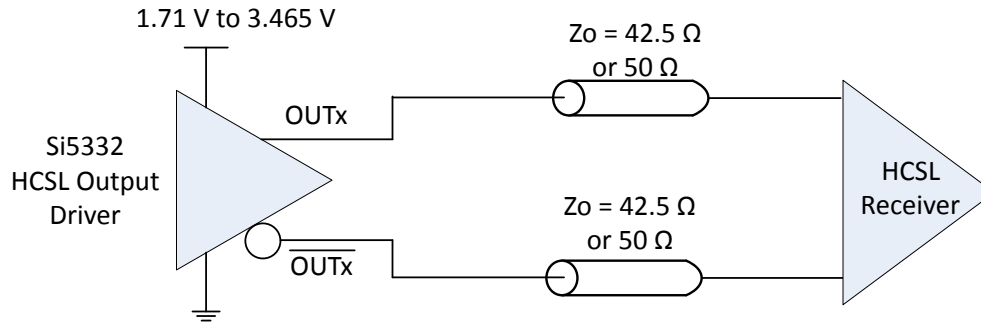 1.71 V to 3.465 V
Zo = 42.5 Ω
or 50 Ω
OUTx
Si5332
HCSL Output
Driver
HCSL
Receiver
Zo = 42.5 Ω
or 50 Ω
OUTx